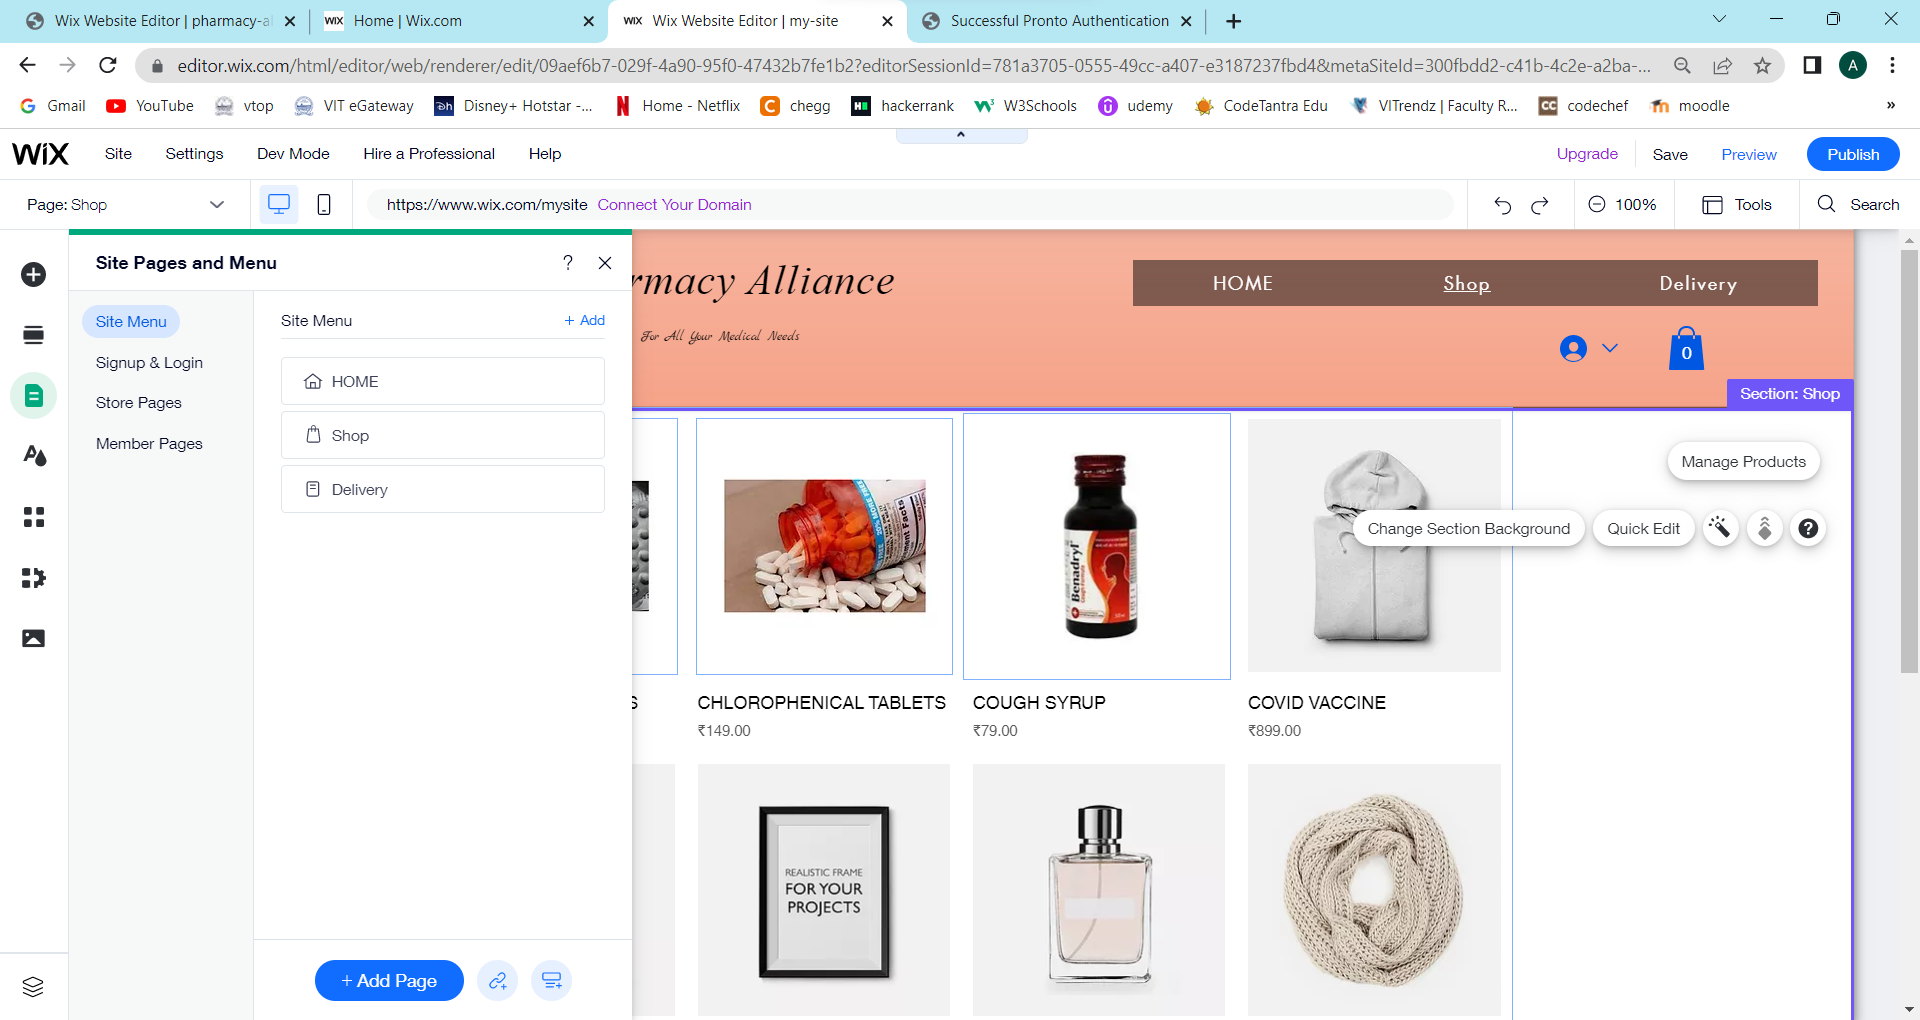 Wix Website Editor | pharmacy-al
WIX Home | Wix.com
WIX Wix Website Editor | my-site
Successful Pronto Authentication
editor.wix.com/html/editor/web/renderer/edit/09aef6b7-029f-4a90-95f0-47432b7fe1b2?editorSessionId=781a3705-0555-49cc-a407-e3187237fbd4&metaSiteId=300fbdd2-c41b-4c2e-a2ba-...
A
Gmail YouTube vtop VIT eGateway Disney+ Hotstar -... Home - Netflix chegg hackerrank W3Schools udemy CodeTantra Edu VITrendz | Faculty R... codechef moodle »
WIX Site Settings Dev Mode Hire a Professional Help Upgrade Save Preview Publish
Page: Shop https://www.wix.com/mysite Connect Your Domain 100% Tools Search
Site Pages and Menu ?
Site Menu
Signup & Login
Store Pages
Member Pages
Site Menu + Add
HOME
Shop
Delivery
+ Add Page
rmacy Alliance
For All Your Medical Needs
HOME Shop Delivery
0
Section: Shop
Manage Products
Change Section Background Quick Edit ?
Benadryl
CHLOROPHENICAL TABLETS
₹149.00
COUGH SYRUP
₹79.00
COVID VACCINE
₹899.00
S
REALISTIC FRAME
FOR YOUR
PROJECTS